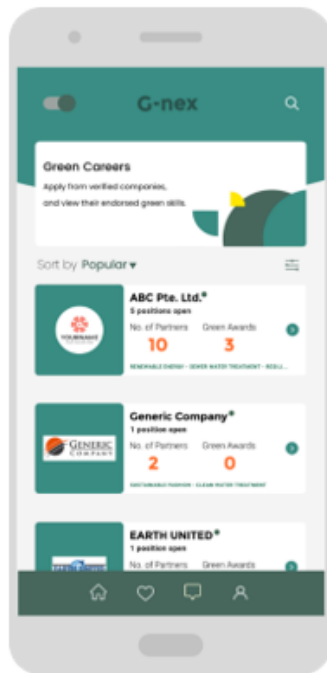 G-nex
Green Careers
Apply from verified companies,
and view their endorsed green skills.
Sort by Popular
ABC Pte. Ltd.
5 positions open
No. of Partners Green Awards
10 3
YOURNAME
RENEWABLE ENERGY - SEWER WATER TREATMENT -
Generic Company
1 position open
No. of Partners Green Awards
2 0
GENERIC
COMPANY
SUSTAINABLE FASHION - CLEAN WATER TREATMENT
EARTH UNITED
1 position open
No. of Partners Green Awards